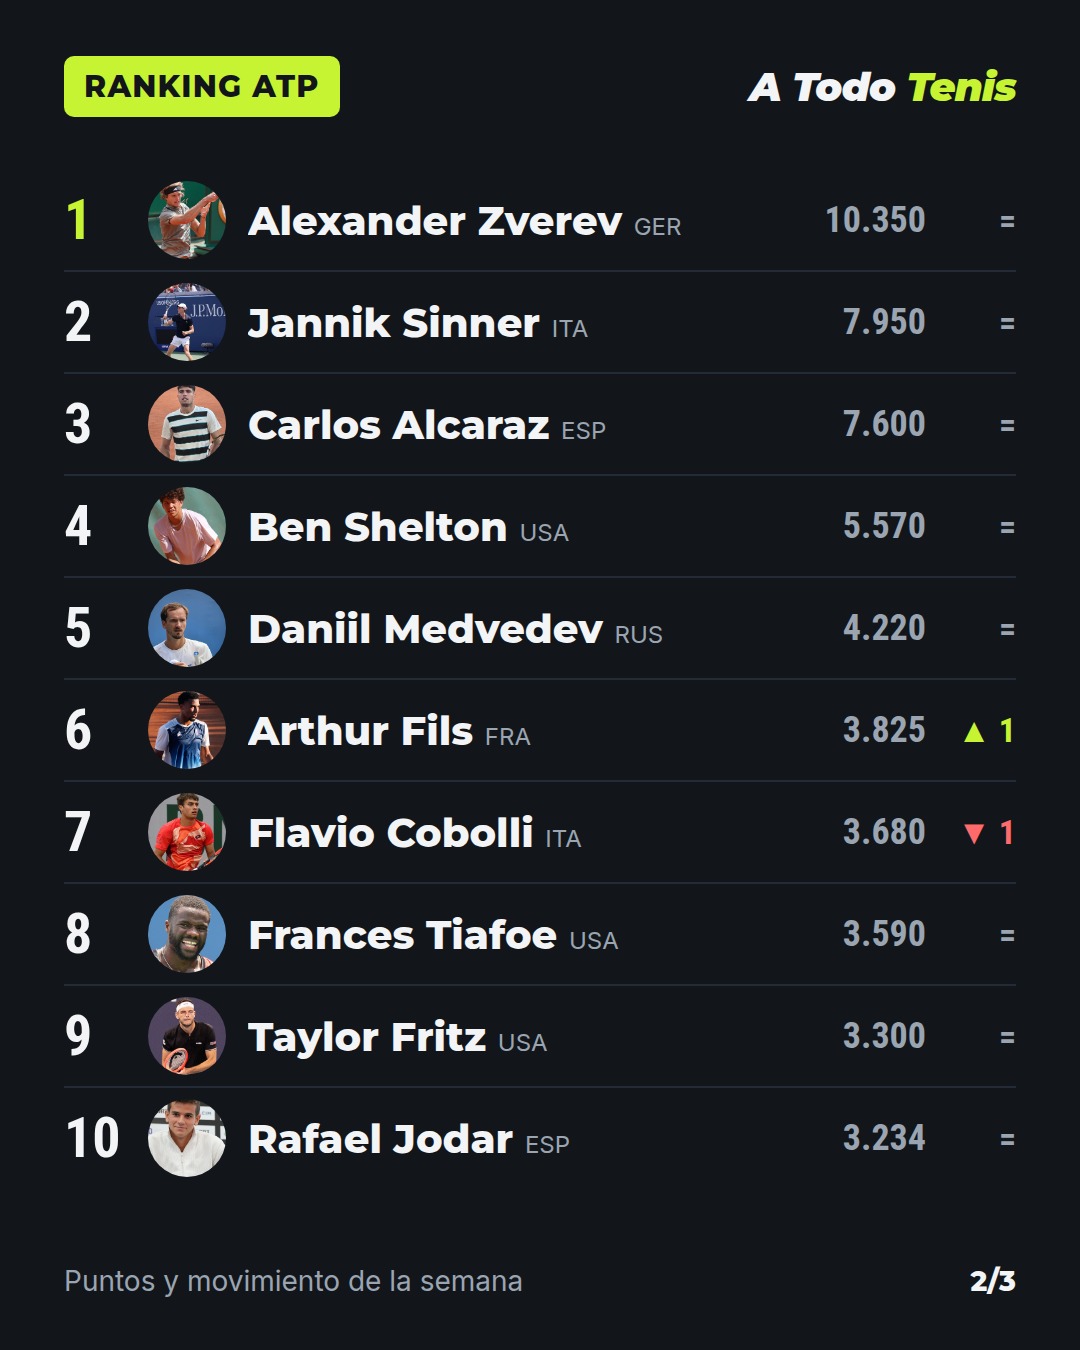 RANKING ATP
A Todo Tenis
1 Alexander Zverev GER 10.350 =
2 Jannik Sinner ITA 7.950 =
3 Carlos Alcaraz ESP 7.600 =
4 Ben Shelton USA 5.570 =
5 Daniil Medvedev RUS 4.220 =
6 Arthur Fils FRA 3.825 ▲ 1
7 Flavio Cobolli ITA 3.680 ▼ 1
8 Frances Tiafoe USA 3.590 =
9 Taylor Fritz USA 3.300 =
10 Rafael Jodar ESP 3.234 =
Puntos y movimiento de la semana
2/3